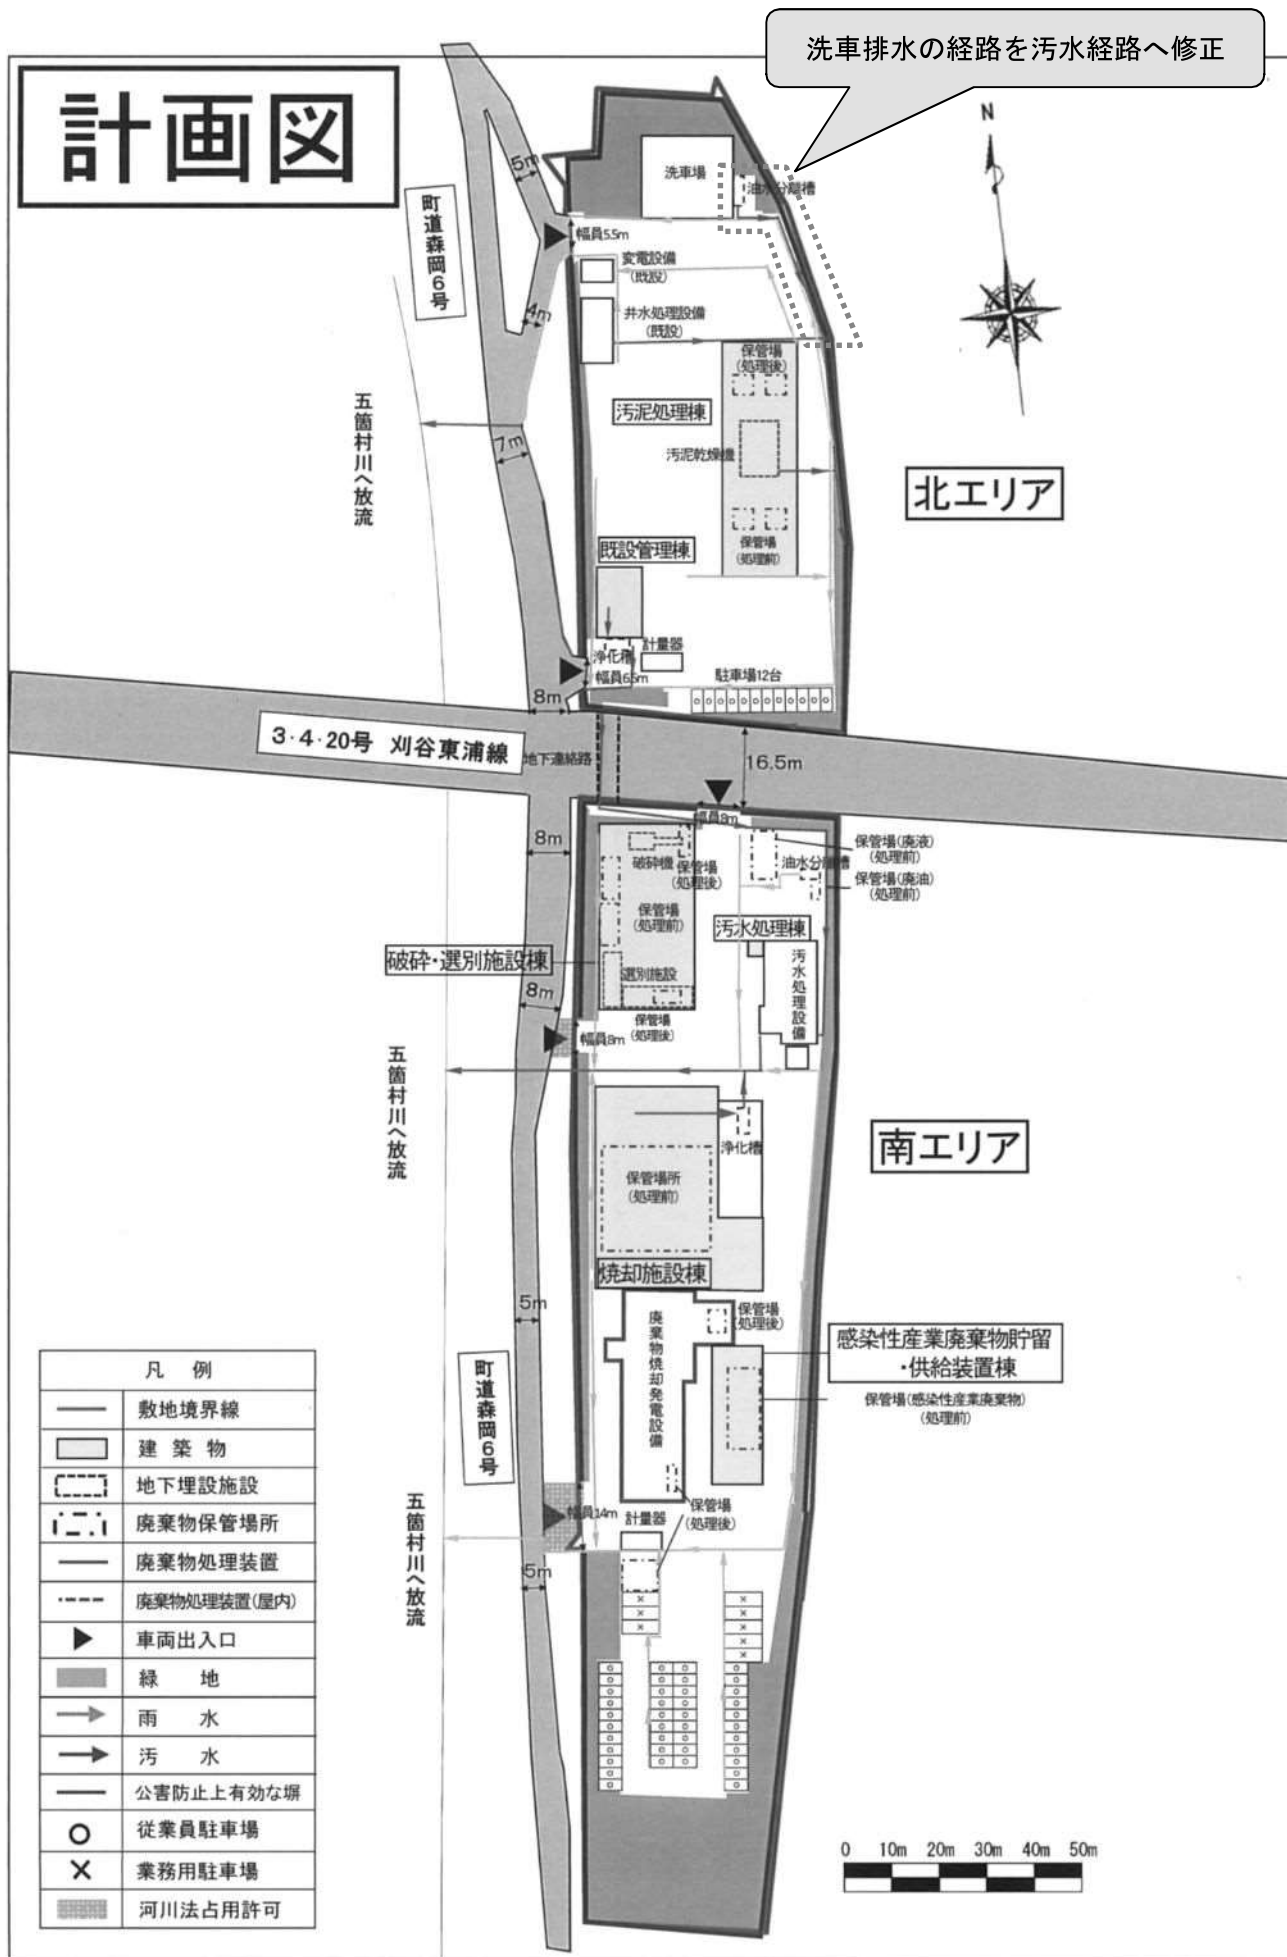 洗車排水の経路を汚水経路へ修正
計画図
N
5m
町道森岡6号
洗車場
油水分離槽
幅員5.5m
変電設備
(既設)
4m
井水処理設備
(既設)
保管場
(処理後)
五箇村川へ放流
汚泥処理棟
7m
汚泥乾燥機
北エリア
保管場
(処理前)
既設管理棟
浄化槽
計量器
幅員6.5m
駐車場12台
8m
3・4・20号 刈谷東浦線
地下連絡路
16.5m
幅員9m
8m
破砕機
保管場
(処理後)
油水分離槽
保管場(廃液)
(処理前)
保管場(廃油)
(処理前)
保管場
(処理前)
汚水処理棟
破砕・選別施設棟
選別施設
汚水処理設備
8m
保管場
(処理後)
幅員8m
五箇村川へ放流
南エリア
浄化槽
保管場所
(処理前)
焼却施設棟
5m
保管場
(処理後)
廃棄物焼却発電設備
感染性産業廃棄物貯留
・供給装置棟
保管場(感染性産業廃棄物)
(処理前)
町道森岡6号
保管場
(処理後)
幅員14m
計量器
五箇村川へ放流
5m
凡例
敷地境界線
建築物
地下埋設施設
廃棄物保管場所
廃棄物処理装置
廃棄物処理装置(屋内)
車両出入口
緑地
雨水
汚水
公害防止上有効な塀
従業員駐車場
業務用駐車場
河川法占用許可
0 10m 20m 30m 40m 50m